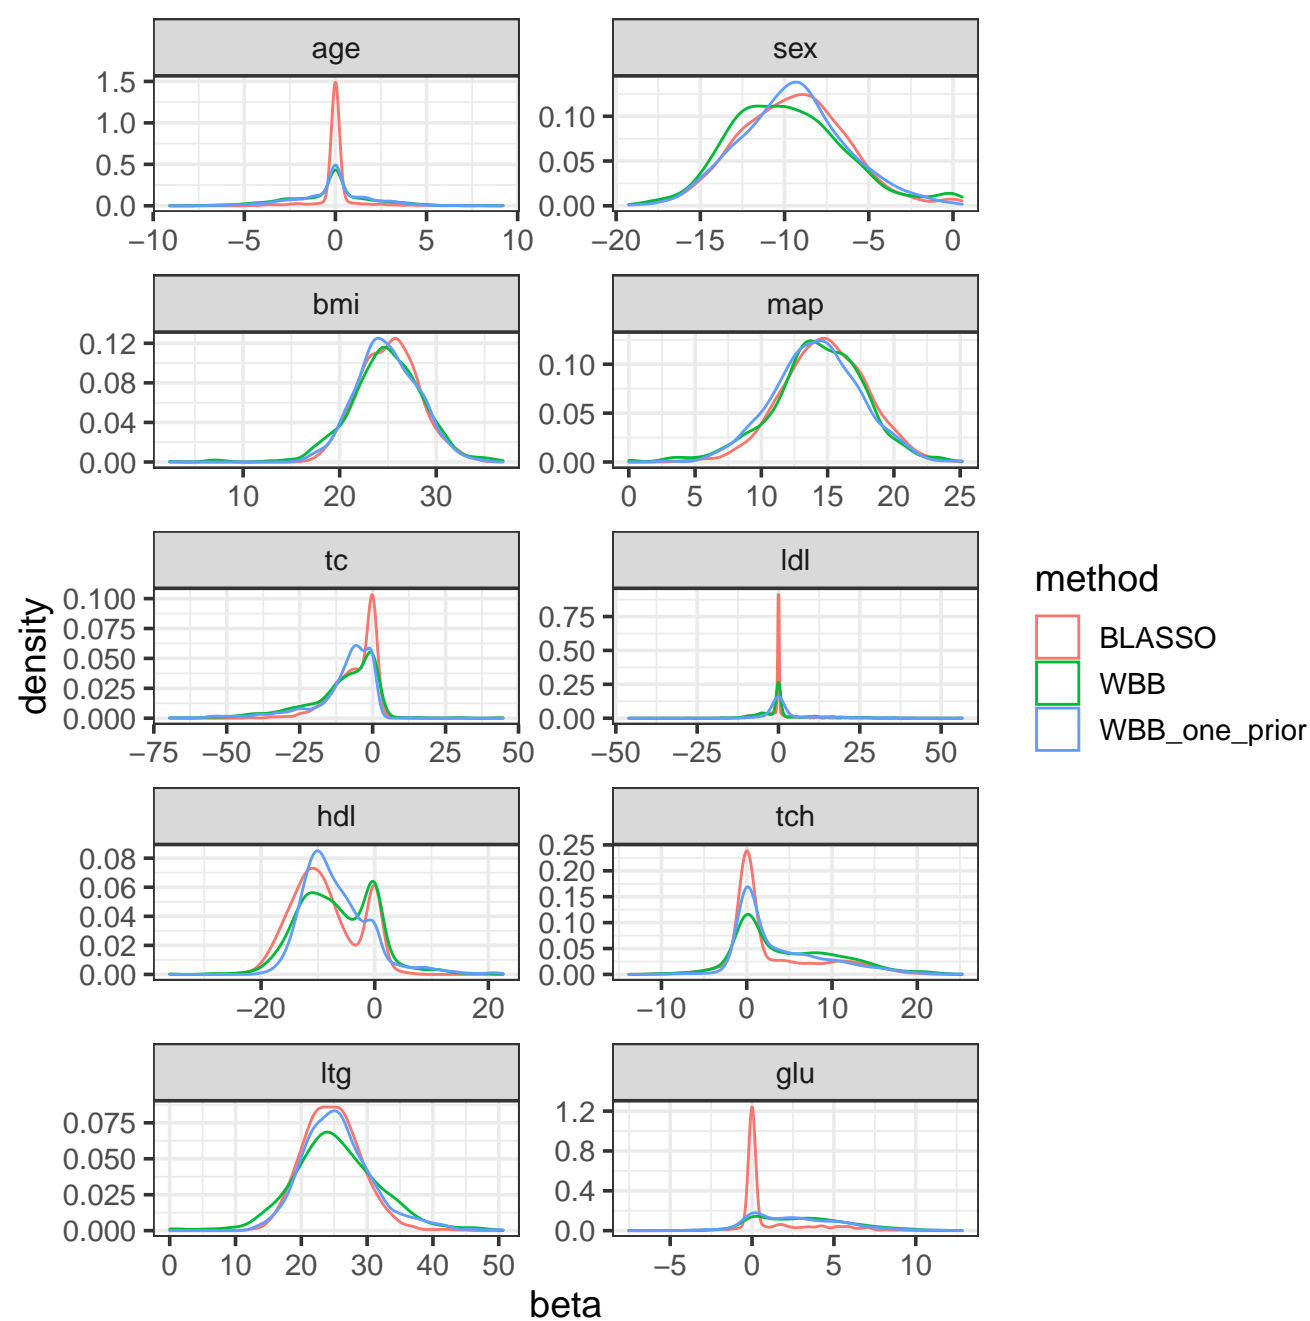 age
sex
1.5
1.0
0.5
0.0
0.10
0.05
0.00
−10 −5 0 5 10
−20 −15 −10 −5 0
bmi
map
0.12
0.08
0.04
0.00
0.10
0.05
0.00
10 20 30
0 5 10 15 20 25
tc
ldl
0.100
0.075
0.050
0.025
0.000
0.75
0.50
0.25
0.00
−75 −50 −25 0 25 50
−50 −25 0 25 50
hdl
tch
0.08
0.06
0.04
0.02
0.00
0.25
0.20
0.15
0.10
0.05
0.00
−20 0 20
−10 0 10 20
ltg
glu
0.075
0.050
0.025
0.000
1.2
0.8
0.4
0.0
0 10 20 30 40 50
−5 0 5 10
beta
density
method
BLASSO
WBB
WBB_one_prior